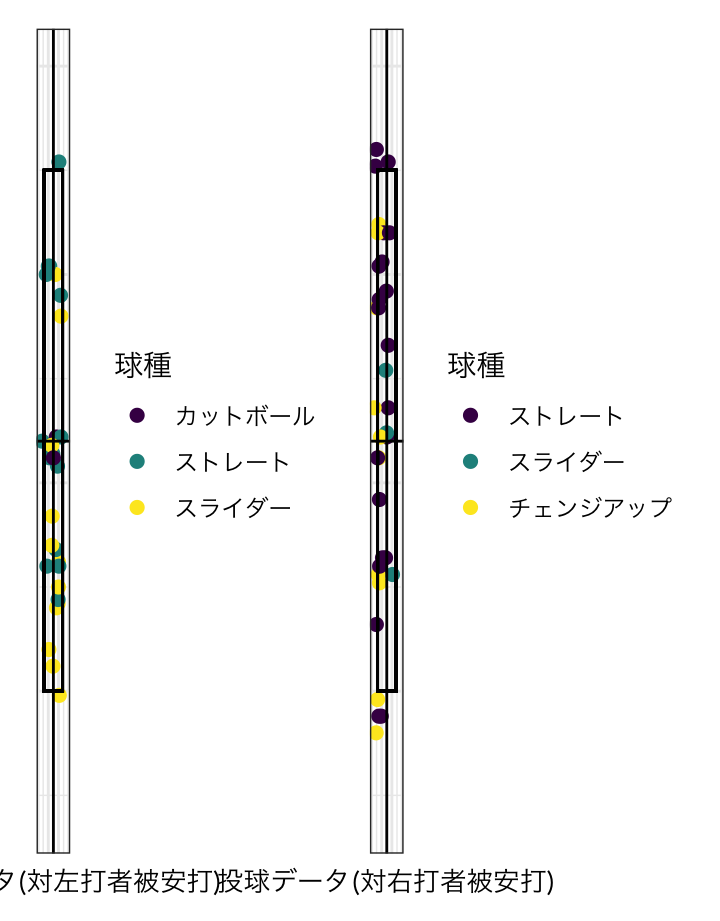 球種
カットボール
ストレート
スライダー
球種
ストレート
スライダー
チェンジアップ
タ(対左打者被安打)
投球データ(対右打者被安打)